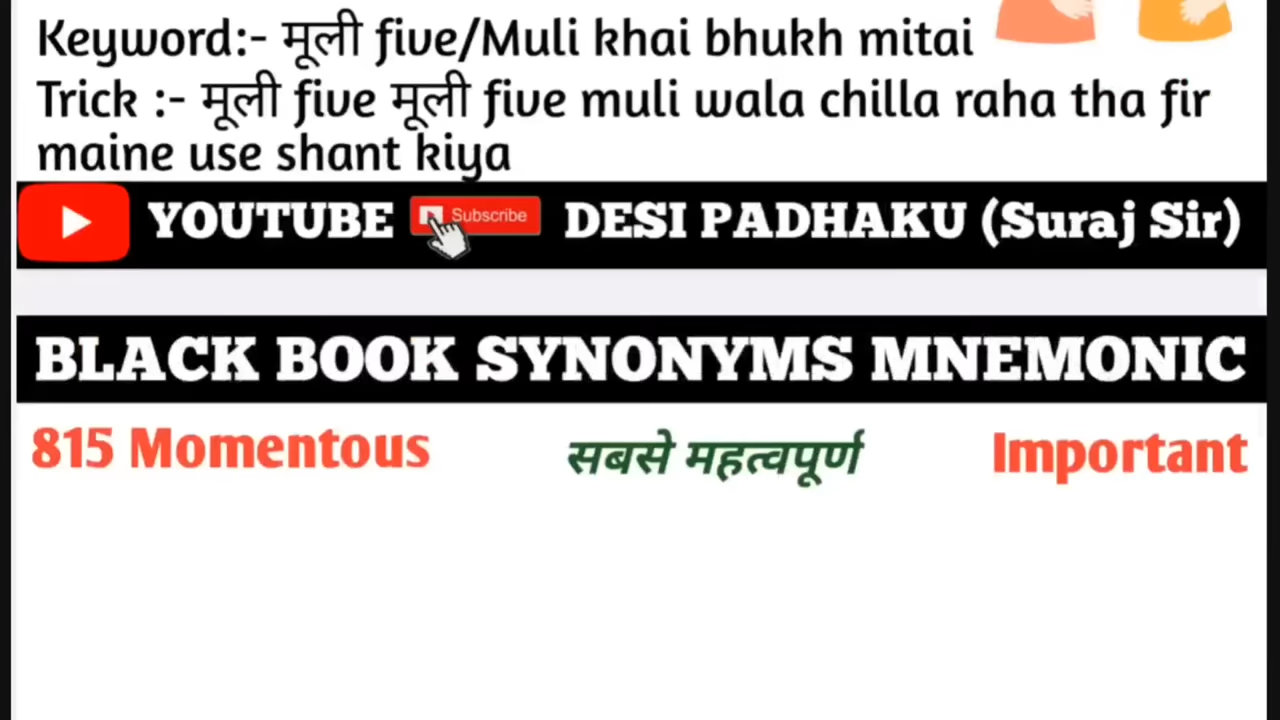 Keyword:- मूली five/Muli khai bhukh mitai
Trick :- मूली five मूली five muli wala chilla raha tha fir
maine use shant kiya
YOUTUBE Subscribe DESI PADHAKU (Suraj Sir)
BLACK BOOK SYNONYMS MNEMONIC
815 Momentous सबसे महत्वपूर्ण Important